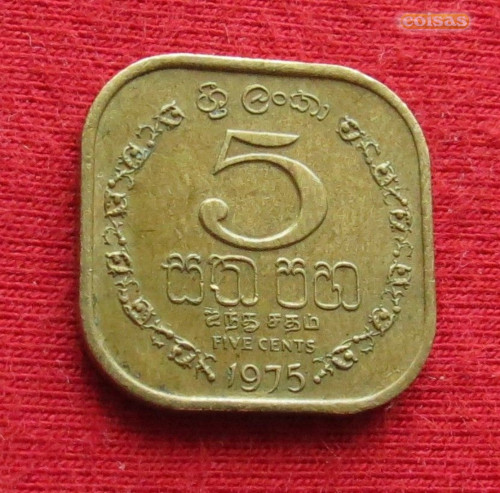 coisas
ශ්‍රී ලංකා
5
සත පහ
ஐந்து சதம்
FIVE CENTS
1975